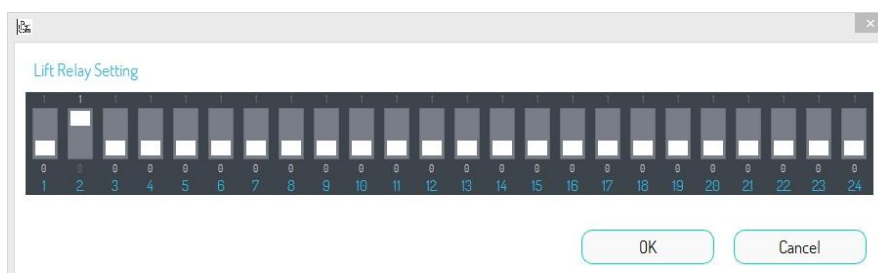 Lift Relay Setting
1 1 1 1 1 1 1 1 1 1 1 1 1 1 1 1 1 1 1 1 1 1 1 1
0 0 0 0 0 0 0 0 0 0 0 0 0 0 0 0 0 0 0 0 0 0 0 0
1 2 3 4 5 6 7 8 9 10 11 12 13 14 15 16 17 18 19 20 21 22 23 24
OK Cancel